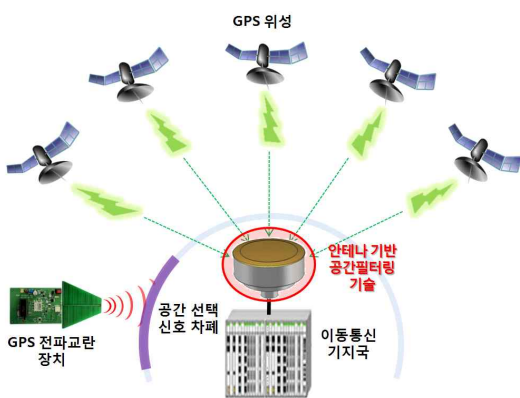 GPS 위성
안테나 기반
공간필터링
기술
공간 선택
신호 차폐
이동통신
기지국
GPS 전파교란
장치